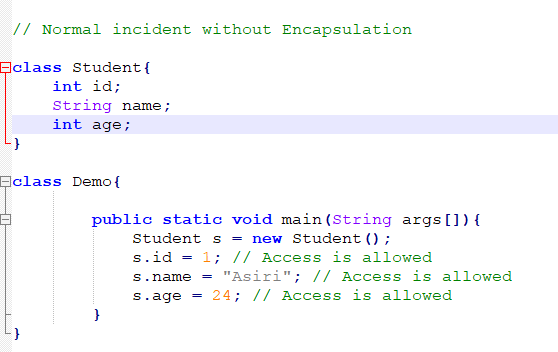 // Normal incident without Encapsulation
class Student{
int id;
String name;
int age;
}
class Demo{
public static void main(String args[]){
Student s = new Student();
s.id = 1; // Access is allowed
s.name = "Asiri"; // Access is allowed
s.age = 24; // Access is allowed
}
}